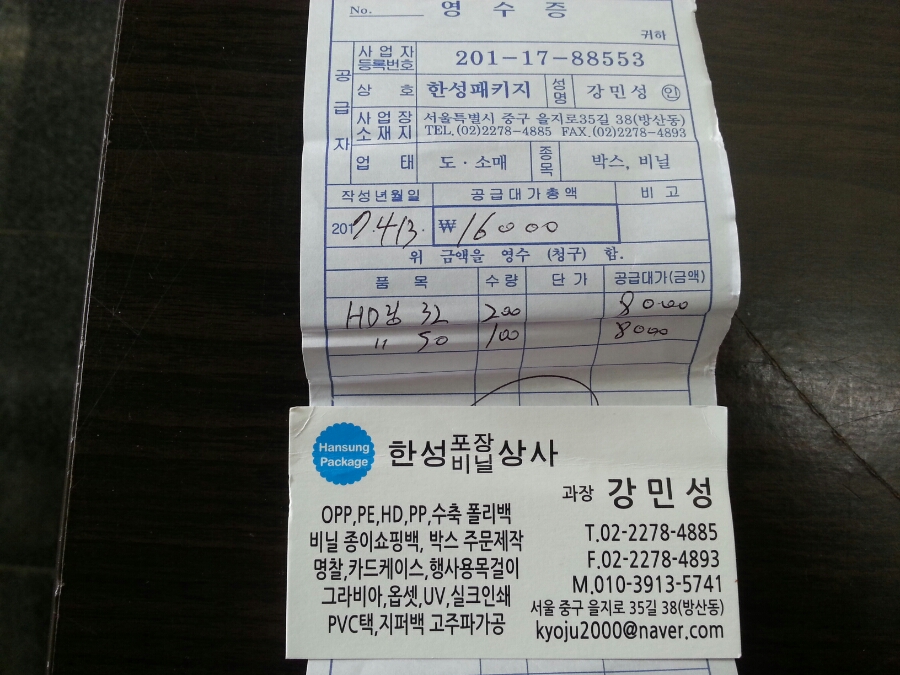 No.
영 수 증
귀하
공급자
사업자등록번호 201-17-88553
상 호 한성패키지 성명 강민성 인
사업장소재지 서울특별시 중구 을지로35길 38(방산동)
TEL.(02)2278-4885 FAX.(02)2278-4893
업 태 도·소매 종목 박스, 비닐
작성년월일 공급대가총액 비 고
2017.4.13. ₩16000
위 금액을 영수 (청구) 함.
품 목 수량 단 가 공급대가(금액)
HD 32 200 8000
〃 50 100 8000
Hansung Package
한성포장비닐상사
과장 강민성
OPP,PE,HD,PP,수축 폴리백
비닐 종이쇼핑백, 박스 주문제작
명찰,카드케이스,행사용목걸이
그라비아,옵셋,UV,실크인쇄
PVC택,지퍼백 고주파가공
T.02-2278-4885
F.02-2278-4893
M.010-3913-5741
서울 중구 을지로 35길 38(방산동)
kyoju2000@naver.com